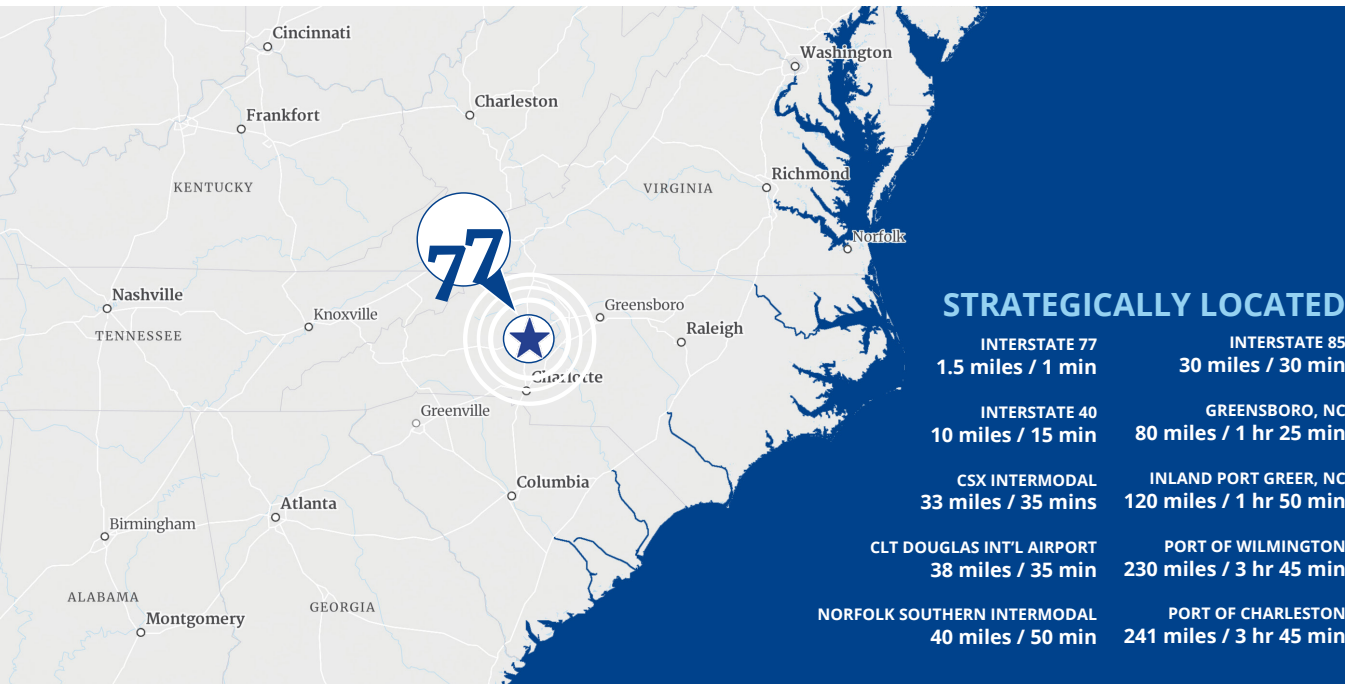 Cincinnati
Washington
Charleston
Frankfort
Richmond
KENTUCKY
VIRGINIA
77
Norfolk
Nashville
Knoxville
Greensboro
TENNESSEE
Raleigh
Charlotte
Greenville
Columbia
Atlanta
Birmingham
ALABAMA
GEORGIA
Montgomery
STRATEGICALLY LOCATED
INTERSTATE 77
1.5 miles / 1 min
INTERSTATE 40
10 miles / 15 min
CSX INTERMODAL
33 miles / 35 mins
CLT DOUGLAS INT'L AIRPORT
38 miles / 35 min
NORFOLK SOUTHERN INTERMODAL
40 miles / 50 min
INTERSTATE 85
30 miles / 30 min
GREENSBORO, NC
80 miles / 1 hr 25 min
INLAND PORT GREER, NC
120 miles / 1 hr 50 min
PORT OF WILMINGTON
230 miles / 3 hr 45 min
PORT OF CHARLESTON
241 miles / 3 hr 45 min